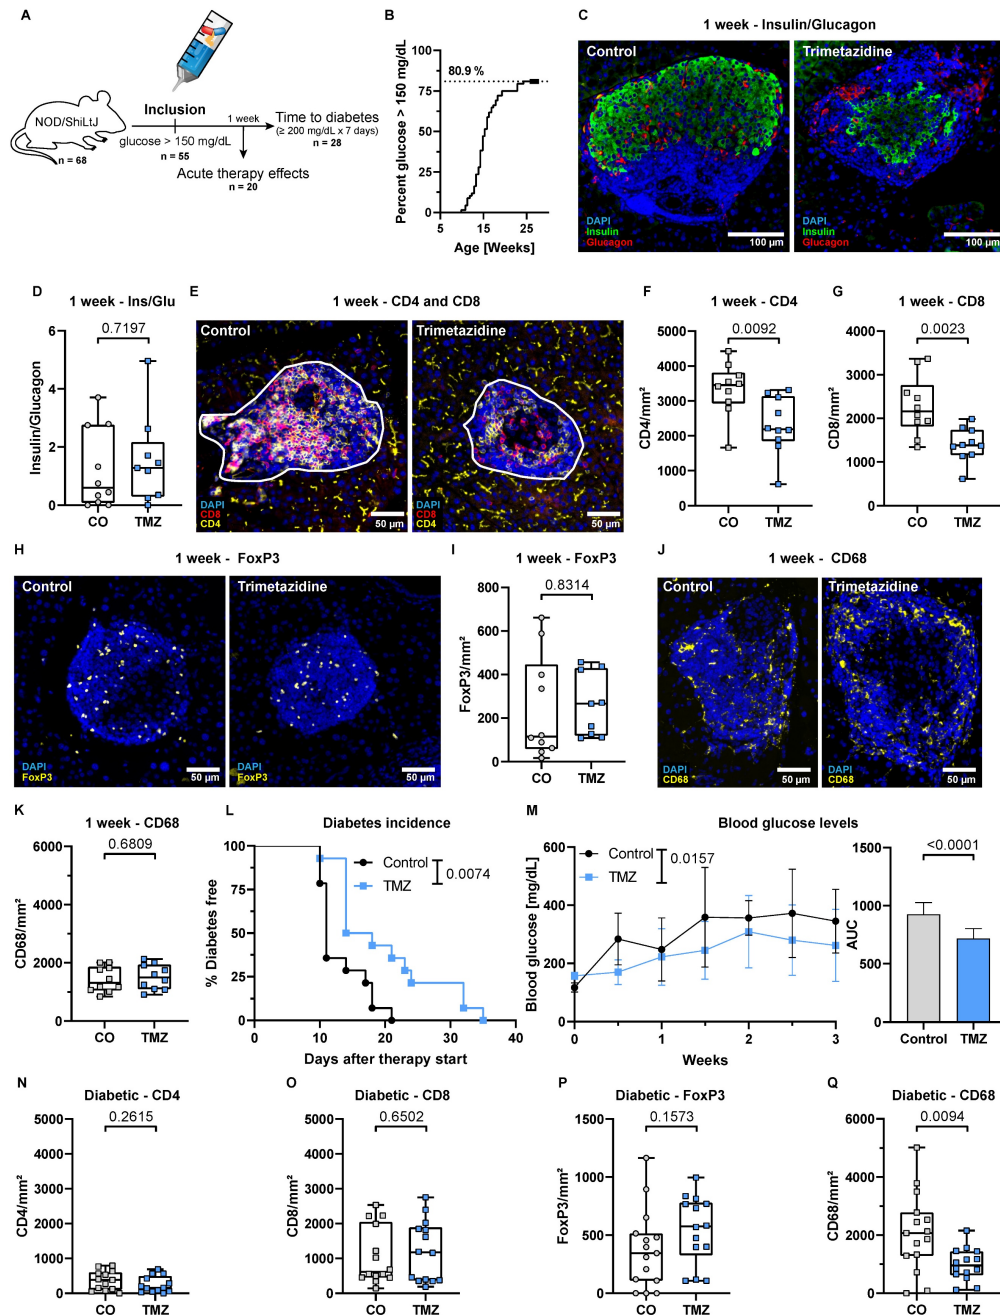 A
NOD/ShiLtJ
n = 68
Inclusion
glucose > 150 mg/dL
n = 55
1 week
Time to diabetes
(≥ 200 mg/dL x 7 days)
n = 28
Acute therapy effects
n = 20
B
Percent glucose > 150 mg/dL
100
75
50
25
0
80.9 %
5 15 25
Age [Weeks]
C
1 week - Insulin/Glucagon
Control
DAPI
Insulin
Glucagon
100 µm
Trimetazidine
DAPI
Insulin
Glucagon
100 µm
D
1 week - Ins/Glu
0.7197
Insulin/Glucagon
6
4
2
0
CO TMZ
E
1 week - CD4 and CD8
Control
DAPI
CD8
CD4
50 µm
Trimetazidine
DAPI
CD8
CD4
50 µm
F
1 week - CD4
0.0092
CD4/mm²
5000
4000
3000
2000
1000
0
CO TMZ
G
1 week - CD8
0.0023
CD8/mm²
4000
3000
2000
1000
0
CO TMZ
H
1 week - FoxP3
Control
DAPI
FoxP3
50 µm
Trimetazidine
DAPI
FoxP3
50 µm
I
1 week - FoxP3
0.8314
FoxP3/mm²
800
600
400
200
0
CO TMZ
J
1 week - CD68
Control
DAPI
CD68
50 µm
Trimetazidine
DAPI
CD68
50 µm
K
1 week - CD68
0.6809
CD68/mm²
6000
4000
2000
0
CO TMZ
L
Diabetes incidence
Control
TMZ
0.0074
% Diabetes free
100
75
50
25
0
0 10 20 30 40
Days after therapy start
M
Blood glucose levels
Control
TMZ
0.0157
Blood glucose [mg/dL]
600
400
200
0
0 1 2 3
Weeks
<0.0001
AUC
1500
1000
500
0
Control TMZ
N
Diabetic - CD4
0.2615
CD4/mm²
5000
4000
3000
2000
1000
0
CO TMZ
O
Diabetic - CD8
0.6502
CD8/mm²
5000
4000
3000
2000
1000
0
CO TMZ
P
Diabetic - FoxP3
0.1573
FoxP3/mm²
1500
1000
500
0
CO TMZ
Q
Diabetic - CD68
0.0094
CD68/mm²
6000
4000
2000
0
CO TMZ